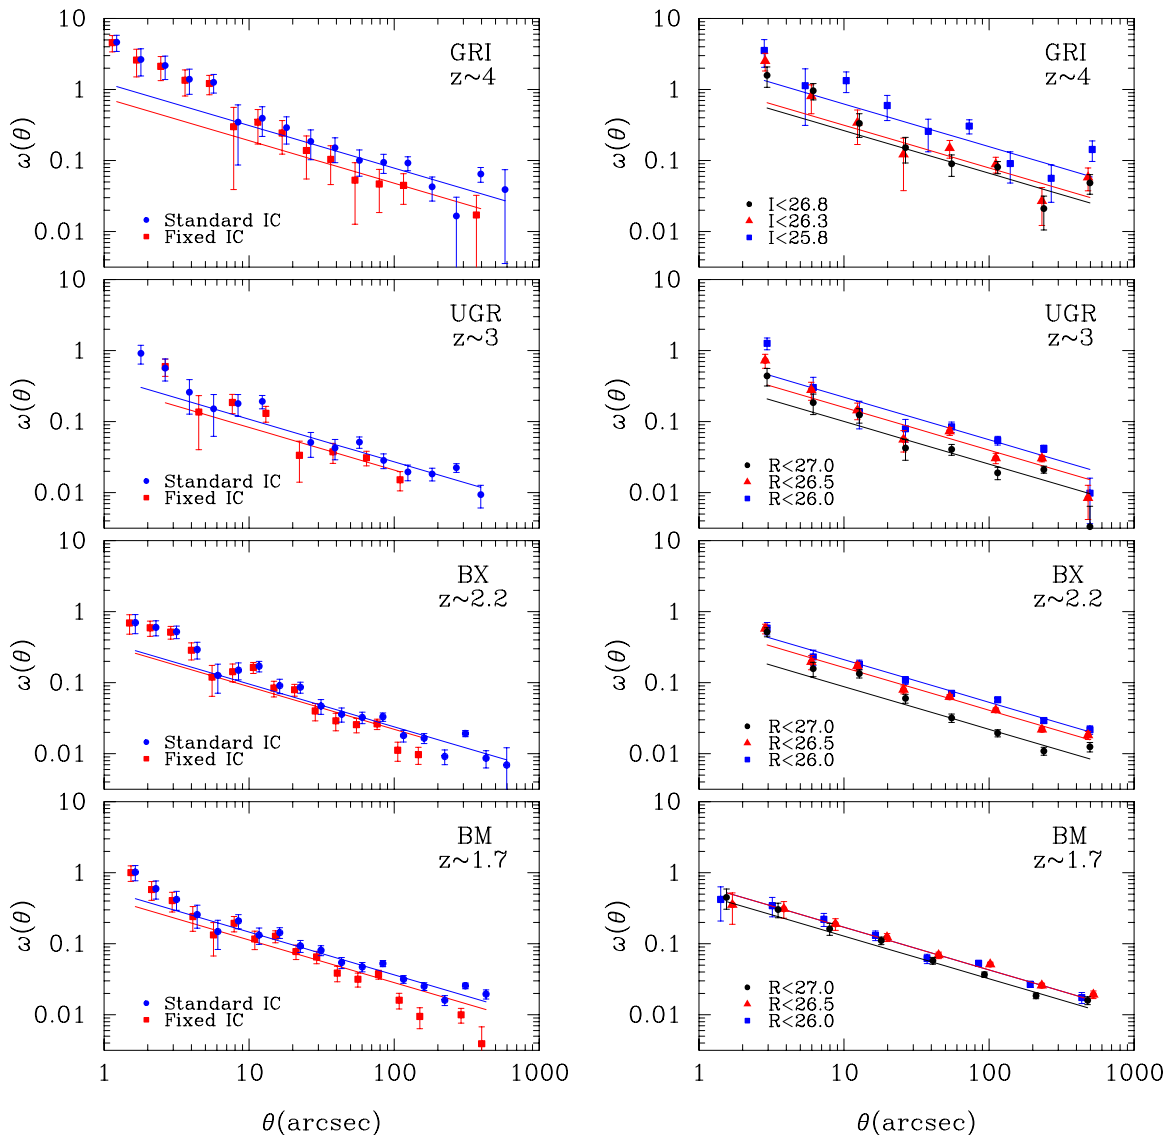 10
1
0.1
0.01
ω(θ)
GRI
z~4
Standard IC
Fixed IC
10
1
0.1
0.01
ω(θ)
GRI
z~4
I<26.8
I<26.3
I<25.8
10
1
0.1
0.01
ω(θ)
UGR
z~3
Standard IC
Fixed IC
10
1
0.1
0.01
ω(θ)
UGR
z~3
R<27.0
R<26.5
R<26.0
10
1
0.1
0.01
ω(θ)
BX
z~2.2
Standard IC
Fixed IC
10
1
0.1
0.01
ω(θ)
BX
z~2.2
R<27.0
R<26.5
R<26.0
10
1
0.1
0.01
ω(θ)
BM
z~1.7
Standard IC
Fixed IC
1 10 100 1000
θ(arcsec)
10
1
0.1
0.01
ω(θ)
BM
z~1.7
R<27.0
R<26.5
R<26.0
1 10 100 1000
θ(arcsec)